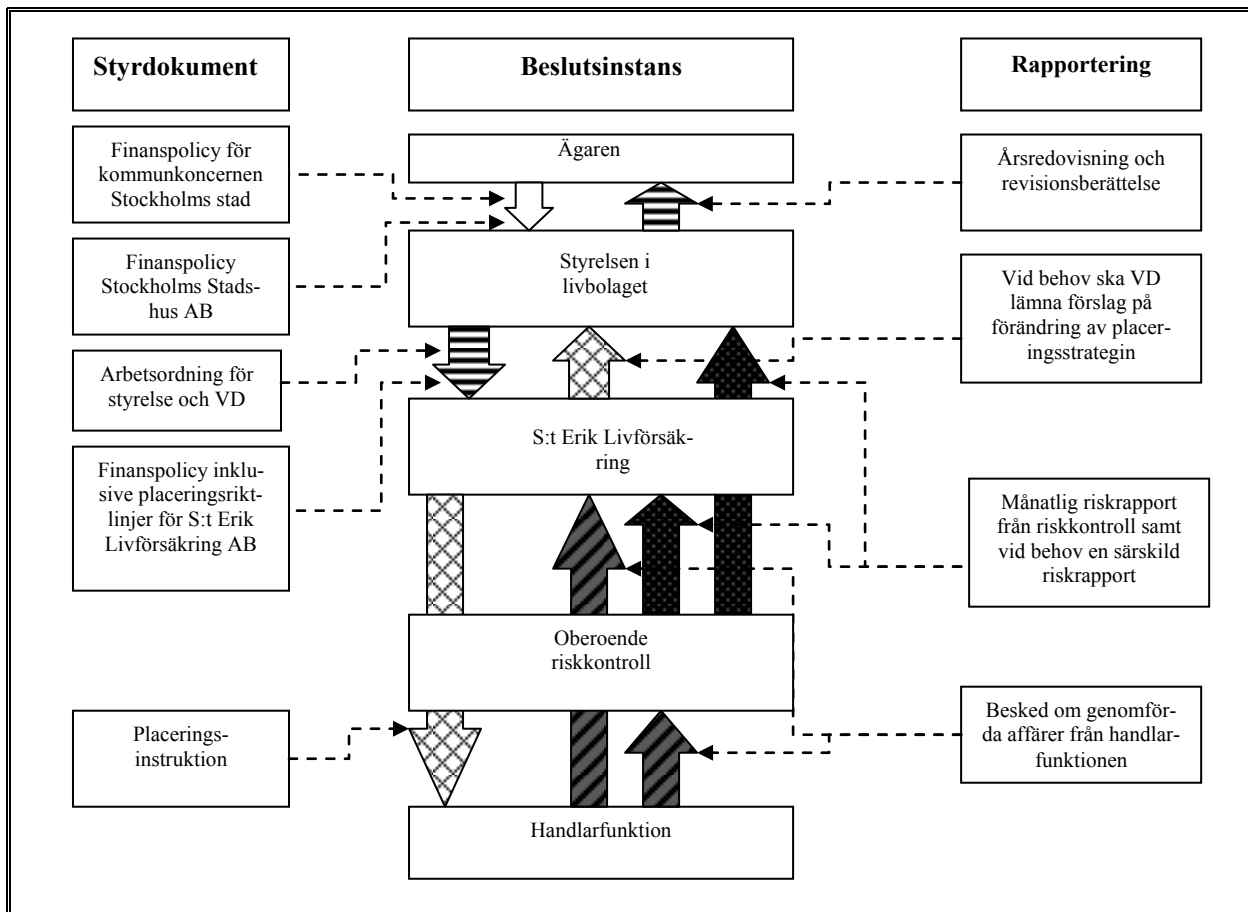 Styrdokument
Beslutsinstans
Rapportering
Finanspolicy för
kommunkoncernen
Stockholms stad
Finanspolicy
Stockholms Stads-
hus AB
Arbetsordning för
styrelse och VD
Finanspolicy inklu-
sive placeringsrikt-
linjer för S:t Erik
Livförsäkring AB
Placerings-
instruktion
Ägaren
Styrelsen i
livbolaget
S:t Erik Livförsäk-
ring
Oberoende
riskkontroll
Handlarfunktion
Årsredovisning och
revisionsberättelse
Vid behov ska VD
lämna förslag på
förändring av placer-
ingsstrategin
Månatlig riskrapport
från riskkontroll samt
vid behov en särskild
riskrapport
Besked om genomför-
da affärer från handlar-
funktionen